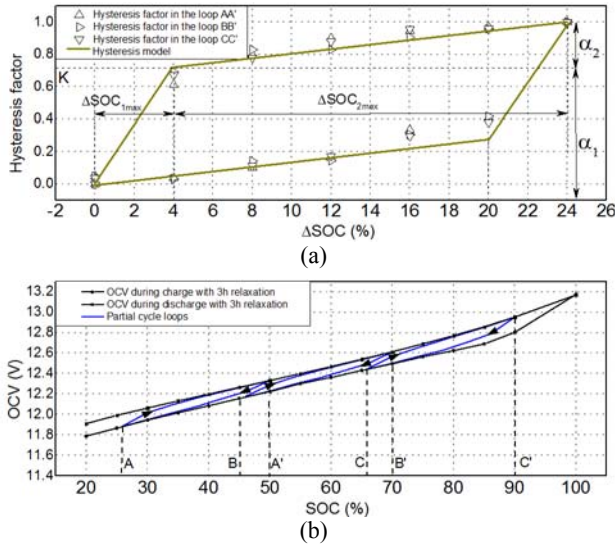 Hysteresis factor in the loop AA'
Hysteresis factor in the loop BB'
Hysteresis factor in the loop CC'
Hysteresis model
1.0
0.8
0.6
0.4
0.2
0.0
Hysteresis factor
K
ΔSOC1max
ΔSOC2max
α2
α1
-2 0 2 4 6 8 10 12 14 16 18 20 22 24 26
ΔSOC (%)
(a)
OCV during charge with 3h relaxation
OCV during discharge with 3h relaxation
Partial cycle loops
13.2
13.0
12.8
12.6
12.4
12.2
12.0
11.8
11.6
11.4
OCV (V)
A B A' C B' C'
20 30 40 50 60 70 80 90 100
SOC (%)
(b)